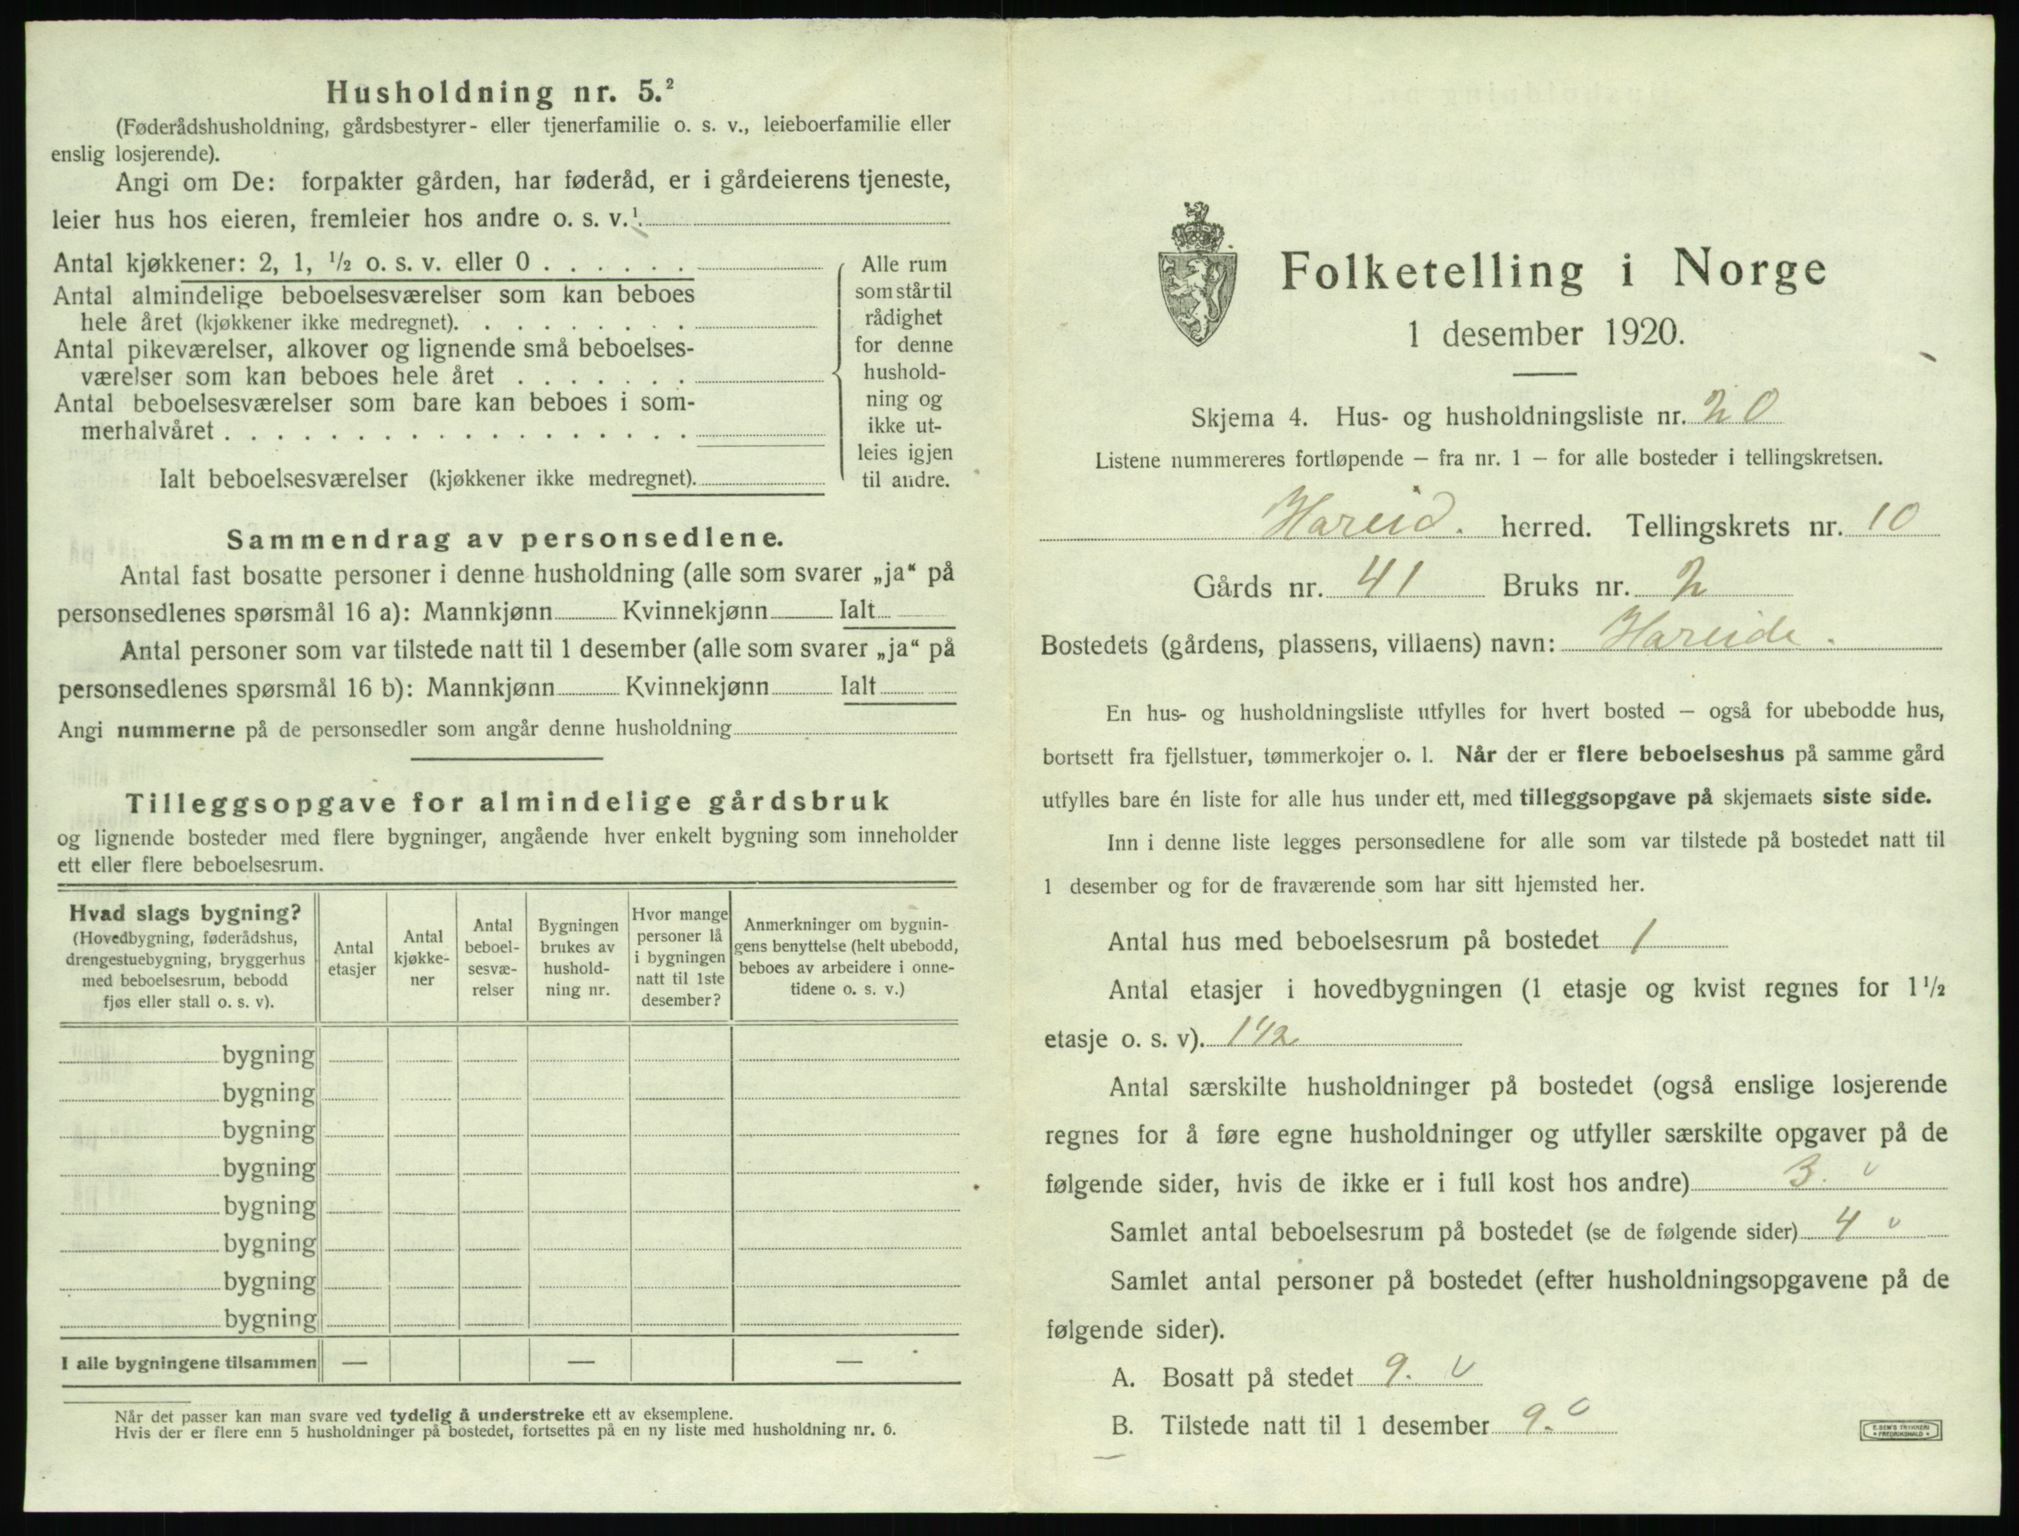 Husholdning nr. 5.²
(Føderådshusholdning, gårdsbestyrer- eller tjenerfamilie o. s. v., leieboerfamilie eller
enslig losjerende).
Angi om De: forpakter gården, har føderåd, er i gårdeierens tjeneste,
leier hus hos eieren, fremleier hos andre o. s. v.¹.
Antal kjøkkener: 2, 1, ½ o. s. v. eller 0 . . . . . .
Antal almindelige beboelsesværelser som kan beboes
hele året (kjøkkener ikke medregnet). . . . . . . . .
Antal pikeværelser, alkover og lignende små beboelses-
værelser som kan beboes hele året . . . . . . .
Antal beboelsesværelser som bare kan beboes i som-
merhalvåret . . . . . . . . . . . . . . . . . .
Ialt beboelsesværelser (kjøkkener ikke medregnet).
Alle rum
som står til
rådighet
for denne
hushold-
ning og
ikke ut-
leies igjen
til andre.
Sammendrag av personsedlene.
Antal fast bosatte personer i denne husholdning (alle som svarer „ja“ på
personsedlenes spørsmål 16 a): Mannkjønn Kvinnekjønn Ialt
Antal personer som var tilstede natt til 1 desember (alle som svarer „ja“ på
personsedlenes spørsmål 16 b): Mannkjønn Kvinnekjønn Ialt
Angi nummerne på de personsedler som angår denne husholdning
Tilleggsopgave for almindelige gårdsbruk
og lignende bosteder med flere bygninger, angående hver enkelt bygning som inneholder
ett eller flere beboelsesrum.
Hvad slags bygning?
(Hovedbygning, føderådshus,
drengestuebygning, bryggerhus
med beboelsesrum, bebodd
fjøs eller stall o. s. v).
Antal
etasjer
Antal
kjøkke-
ner
Antal
beboel-
sesvæ-
relser
Bygningen
brukes av
hushold-
ning nr.
Hvor mange
personer lå
i bygningen
natt til 1ste
desember?
Anmerkninger om bygnin-
gens benyttelse (helt ubebodd,
beboes av arbeidere i onne-
tidene o. s. v.)
bygning
bygning
bygning
bygning
bygning
bygning
bygning
bygning
I alle bygningene tilsammen — — —
Når det passer kan man svare ved tydelig å understreke ett av eksemplene.
Hvis der er flere enn 5 husholdninger på bostedet, fortsettes på en ny liste med husholdning nr. 6.
Folketelling i Norge
1 desember 1920.
Skjema 4. Hus- og husholdningsliste nr. 20
Listene nummereres fortløpende — fra nr. 1 — for alle bosteder i tellingskretsen.
Hareid. herred. Tellingskrets nr. 10
Gårds nr. 41 Bruks nr. 2
Bostedets (gårdens, plassens, villaens) navn: Hareide.
En hus- og husholdningsliste utfylles for hvert bosted — også for ubebodde hus,
bortsett fra fjellstuer, tømmerkojer o. l. Når der er flere beboelseshus på samme gård
utfylles bare én liste for alle hus under ett, med tilleggsopgave på skjemaets siste side.
Inn i denne liste legges personsedlene for alle som var tilstede på bostedet natt til
1 desember og for de fraværende som har sitt hjemsted her.
Antal hus med beboelsesrum på bostedet 1
Antal etasjer i hovedbygningen (1 etasje og kvist regnes for 1½
etasje o. s. v). 1 1/2
Antal særskilte husholdninger på bostedet (også enslige losjerende
regnes for å føre egne husholdninger og utfyller særskilte opgaver på de
følgende sider, hvis de ikke er i full kost hos andre) 3. v
Samlet antal beboelsesrum på bostedet (se de følgende sider) 4 v
Samlet antal personer på bostedet (efter husholdningsopgavene på de
følgende sider).
A. Bosatt på stedet 9. v
B. Tilstede natt til 1 desember 9. v
E. SEM'S TRYKKERI
FREDRIKSHALD